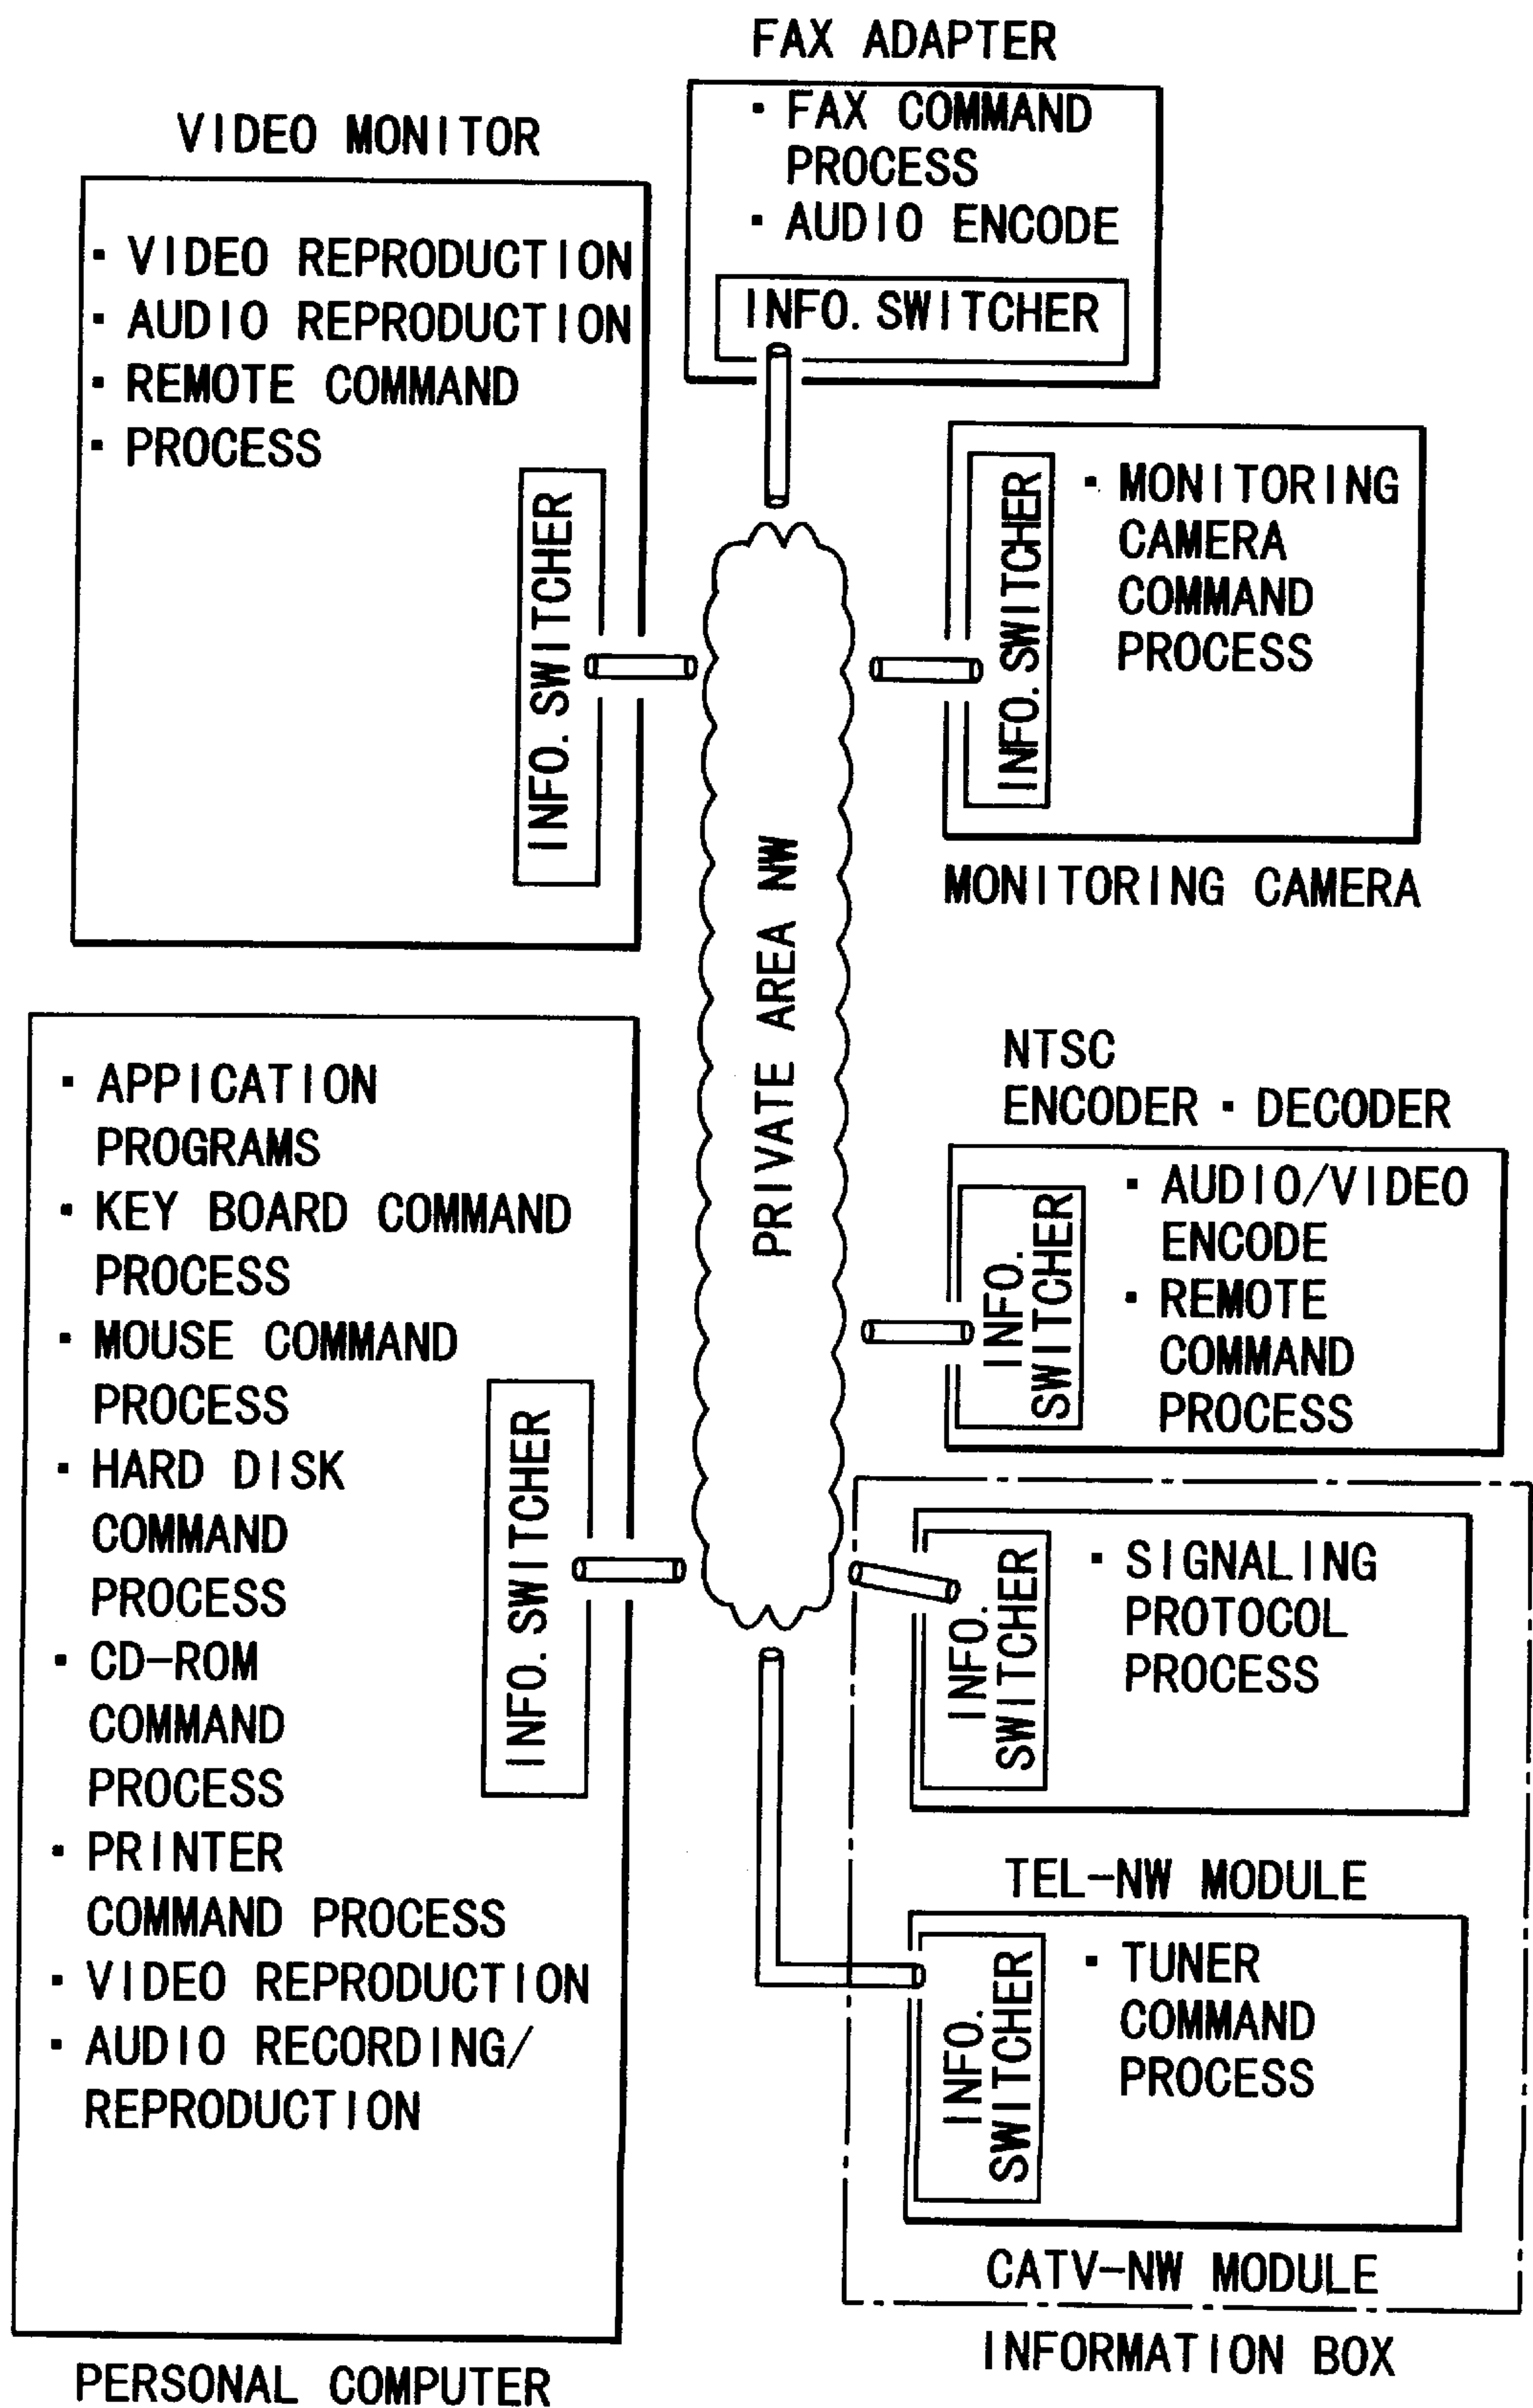 FAX ADAPTER
· FAX COMMAND
PROCESS
· AUDIO ENCODE
INFO. SWITCHER
VIDEO MONITOR
· VIDEO REPRODUCTION
· AUDIO REPRODUCTION
· REMOTE COMMAND
· PROCESS
INFO. SWITCHER
INFO. SWITCHER
· MONITORING
CAMERA
COMMAND
PROCESS
MONITORING CAMERA
PRIVATE AREA NW
· APPICATION
PROGRAMS
· KEY BOARD COMMAND
PROCESS
· MOUSE COMMAND
PROCESS
· HARD DISK
COMMAND
PROCESS
· CD-ROM
COMMAND
PROCESS
· PRINTER
COMMAND PROCESS
· VIDEO REPRODUCTION
· AUDIO RECORDING/
REPRODUCTION
INFO. SWITCHER
PERSONAL COMPUTER
NTSC
ENCODER · DECODER
INFO.
SWITCHER
· AUDIO/VIDEO
ENCODE
· REMOTE
COMMAND
PROCESS
INFO.
SWITCHER
· SIGNALING
PROTOCOL
PROCESS
TEL-NW MODULE
INFO.
SWITCHER
· TUNER
COMMAND
PROCESS
CATV-NW MODULE
INFORMATION BOX